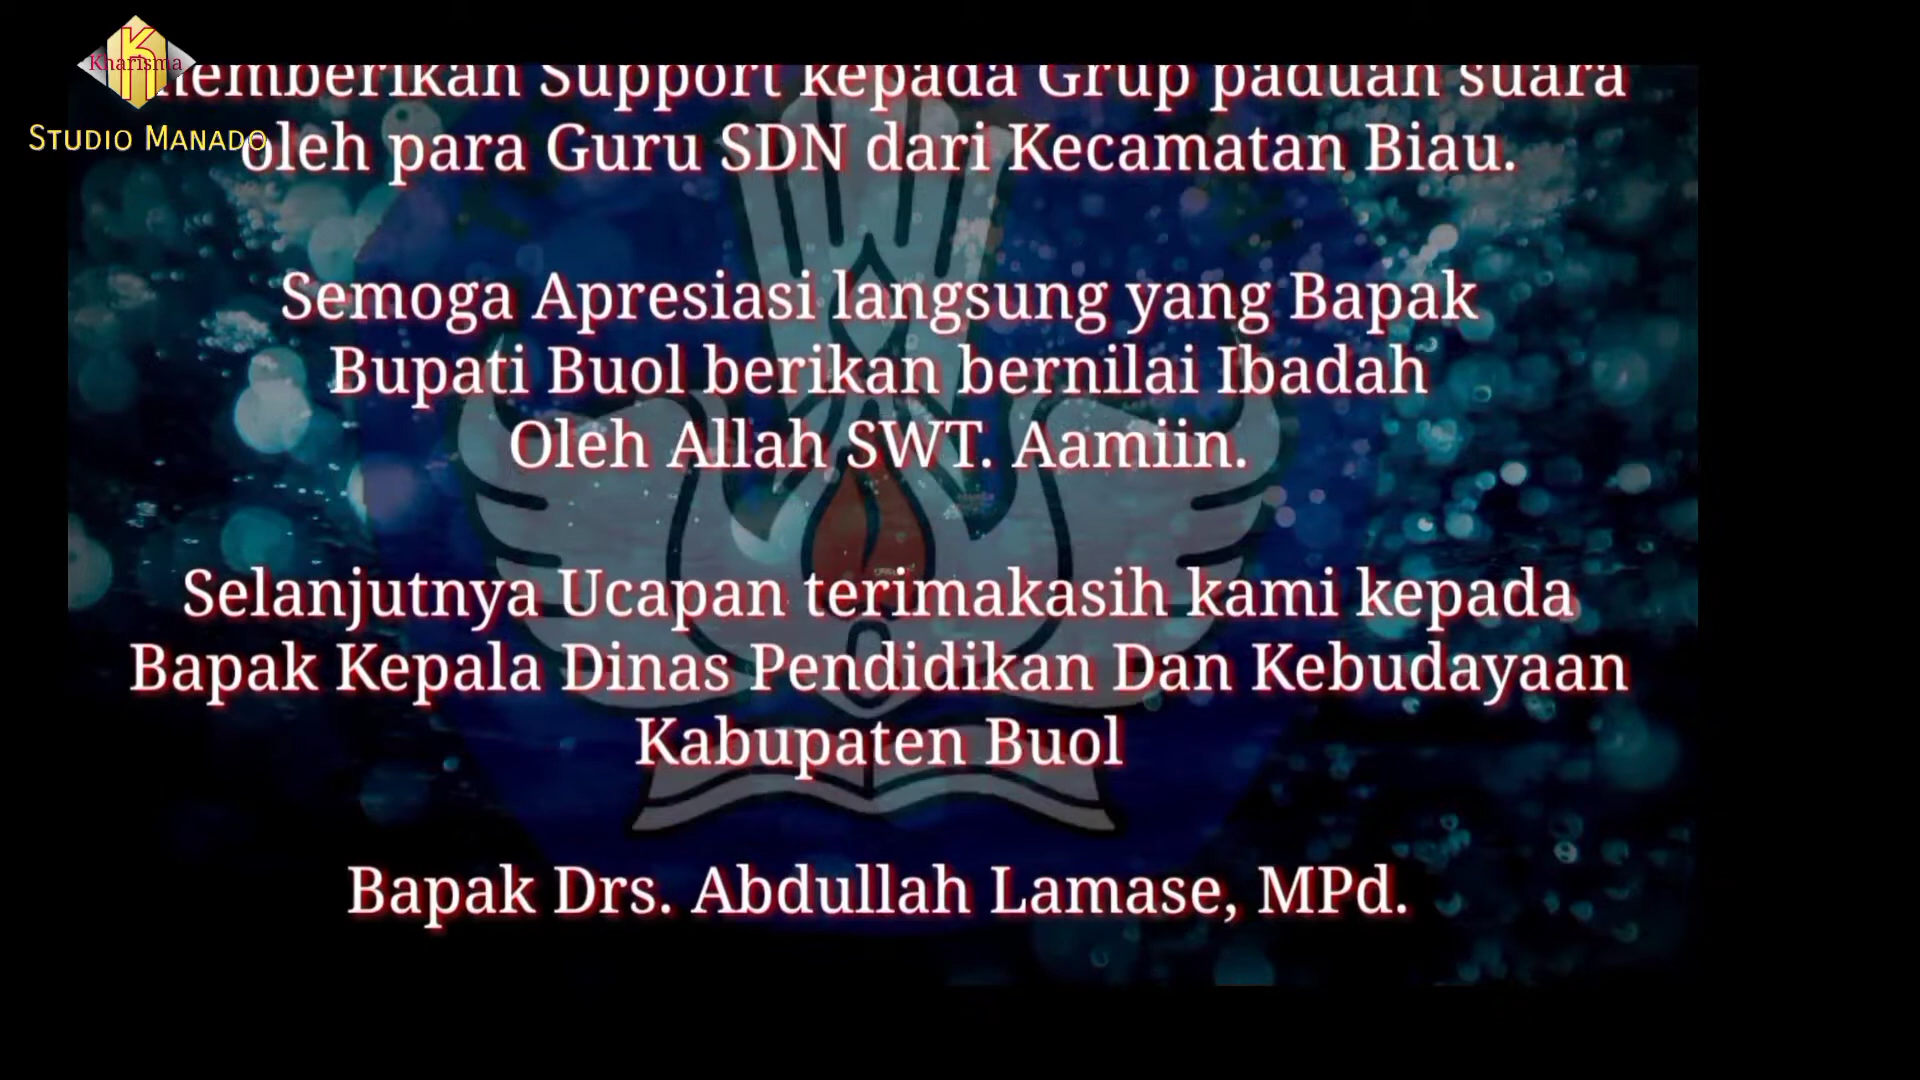 Kharisma
STUDIO MANADO
memberikan Support kepada Grup paduan suara
oleh para Guru SDN dari Kecamatan Biau.
Semoga Apresiasi langsung yang Bapak
Bupati Buol berikan bernilai Ibadah
Oleh Allah SWT. Aamiin.
Selanjutnya Ucapan terimakasih kami kepada
Bapak Kepala Dinas Pendidikan Dan Kebudayaan
Kabupaten Buol
Bapak Drs. Abdullah Lamase, MPd.